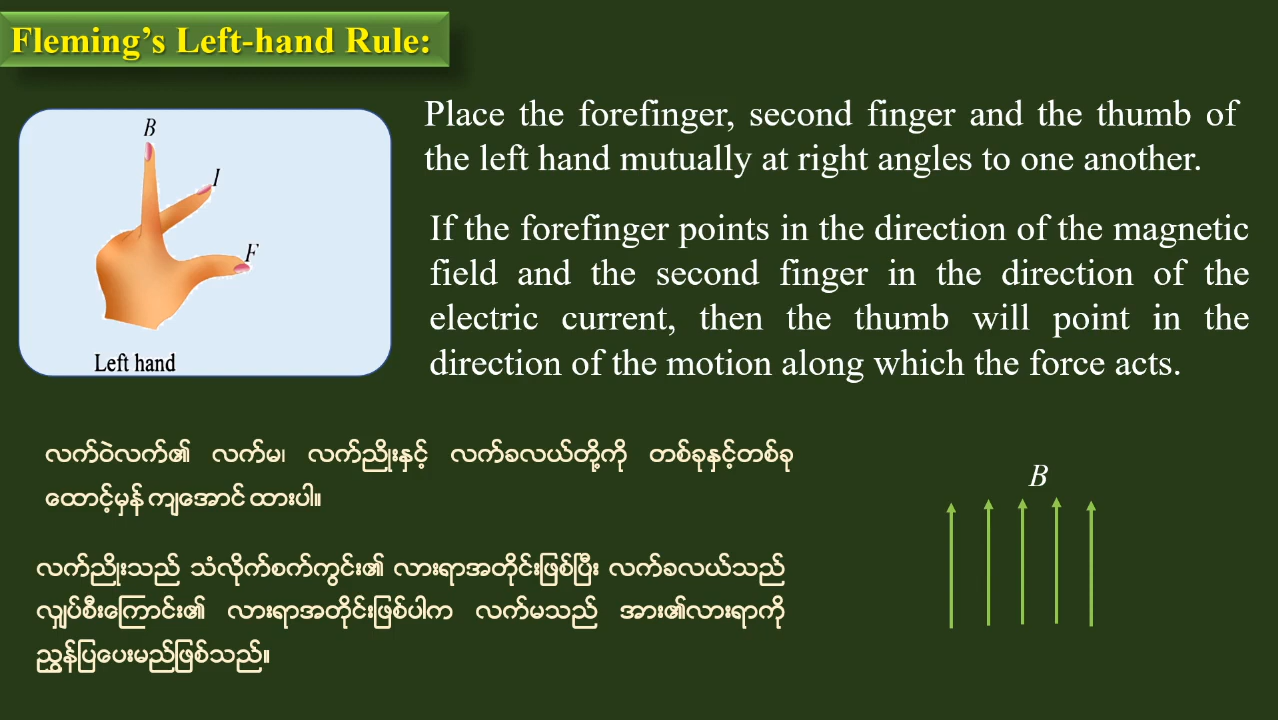 Fleming’s Left-hand Rule:
B
I
F
Left hand
Place the forefinger, second finger and the thumb of
the left hand mutually at right angles to one another.
If the forefinger points in the direction of the magnetic
field and the second finger in the direction of the
electric current, then the thumb will point in the
direction of the motion along which the force acts.
လက်ဝဲလက်၏ လက်မ၊ လက်ညှိုးနှင့် လက်ခလယ်တို့ကို တစ်ခုနှင့်တစ်ခု
ထောင့်မှန် ကျအောင် ထားပါ။
လက်ညှိုးသည် သံလိုက်စက်ကွင်း၏ လားရာအတိုင်းဖြစ်ပြီး လက်ခလယ်သည်
လျှပ်စီးကြောင်း၏ လားရာအတိုင်းဖြစ်ပါက လက်မသည် အား၏လားရာကို
ညွှန်ပြပေးမည်ဖြစ်သည်။
B